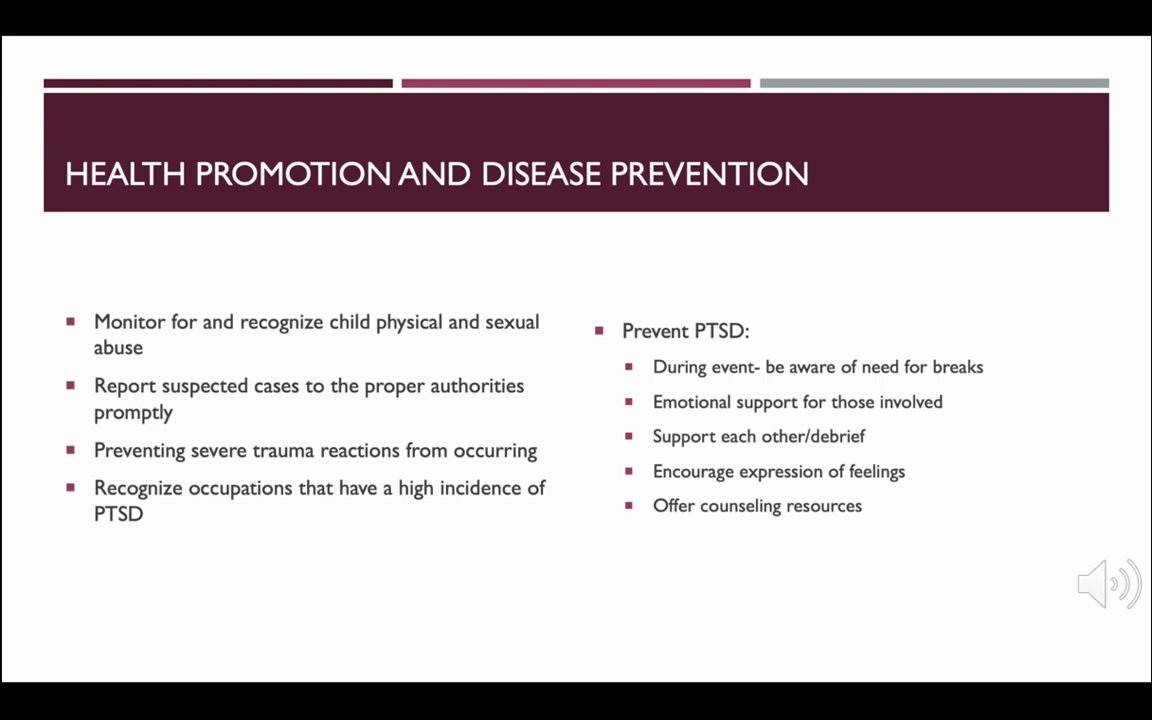 HEALTH PROMOTION AND DISEASE PREVENTION
Monitor for and recognize child physical and sexual
abuse
Report suspected cases to the proper authorities
promptly
Preventing severe trauma reactions from occurring
Recognize occupations that have a high incidence of
PTSD
Prevent PTSD:
During event- be aware of need for breaks
Emotional support for those involved
Support each other/debrief
Encourage expression of feelings
Offer counseling resources